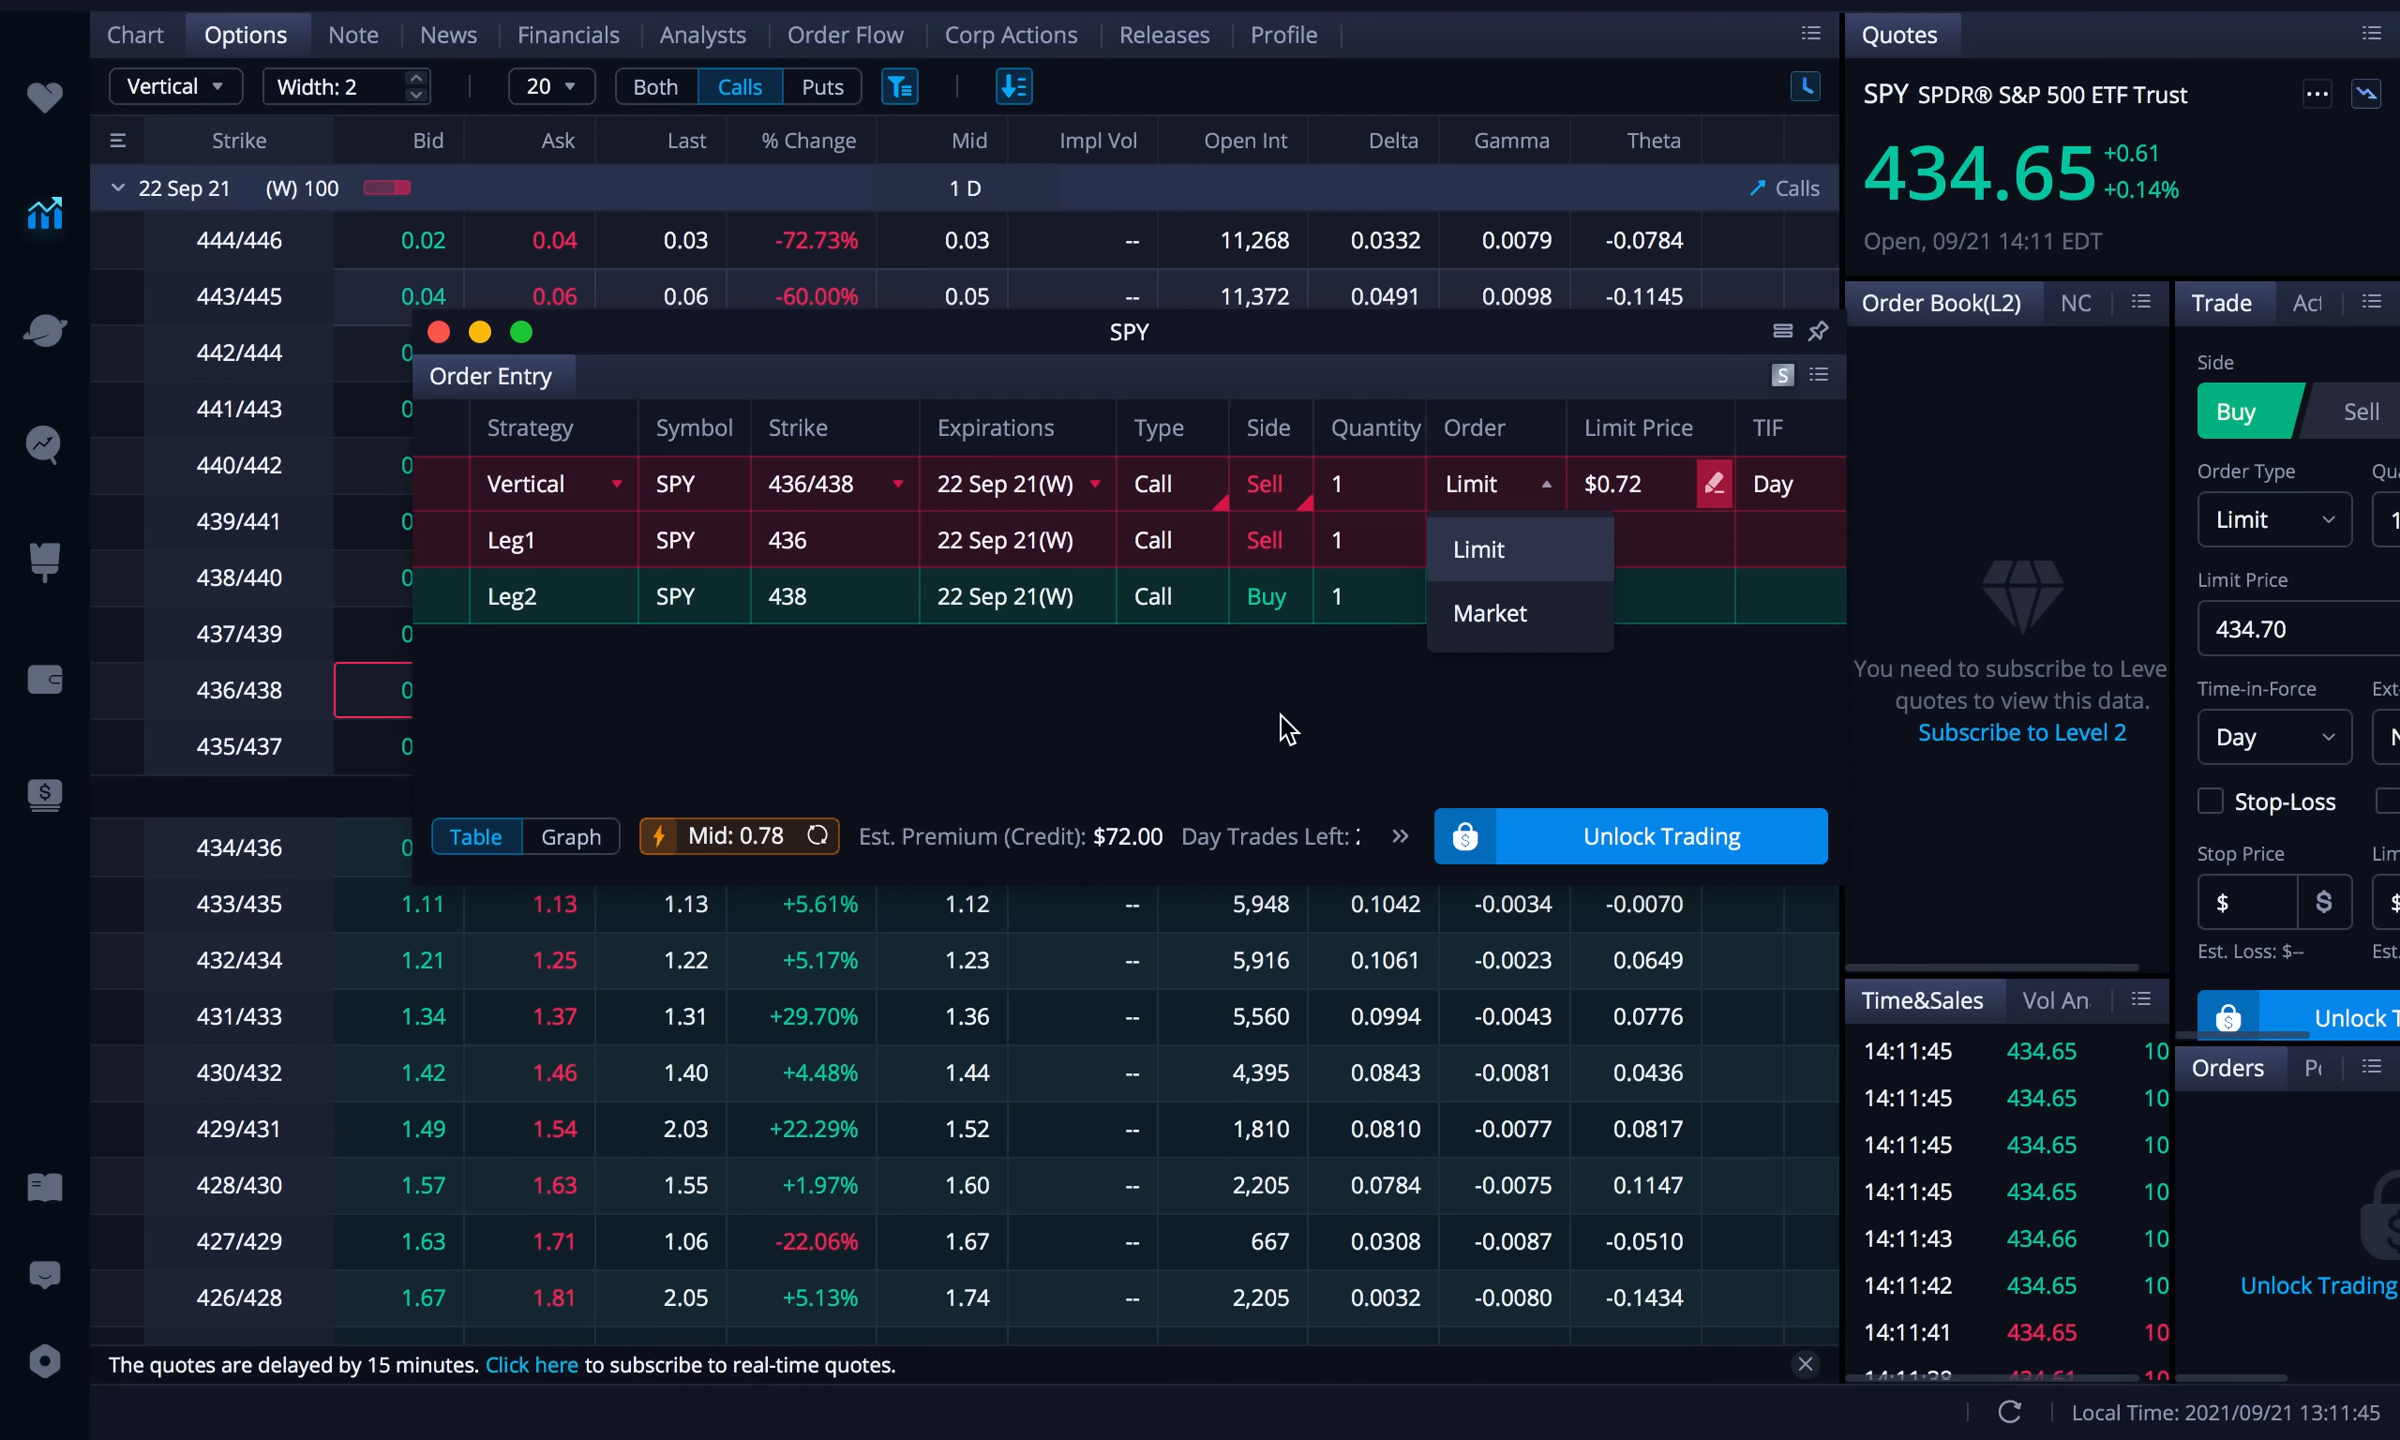 Chart Options Note News Financials Analysts Order Flow Corp Actions Releases Profile
Vertical Width: 2 20 Both Calls Puts
Strike Bid Ask Last % Change Mid Impl Vol Open Int Delta Gamma Theta
22 Sep 21 (W) 100 1 D Calls
444/446 0.02 0.04 0.03 -72.73% 0.03 -- 11,268 0.0332 0.0079 -0.0784
443/445 0.04 0.06 0.06 -60.00% 0.05 -- 11,372 0.0491 0.0098 -0.1145
442/444
441/443
440/442
439/441
438/440
437/439
436/438
435/437
434/436
SPY
Order Entry S
Strategy Symbol Strike Expirations Type Side Quantity Order Limit Price TIF
Vertical SPY 436/438 22 Sep 21(W) Call Sell 1 Limit $0.72 Day
Leg1 SPY 436 22 Sep 21(W) Call Sell 1
Leg2 SPY 438 22 Sep 21(W) Call Buy 1
Limit
Market
Table Graph Mid: 0.78 Est. Premium (Credit): $72.00 Day Trades Left: Unlock Trading
433/435 1.11 1.13 1.13 +5.61% 1.12 -- 5,948 0.1042 -0.0034 -0.0070
432/434 1.21 1.25 1.22 +5.17% 1.23 -- 5,916 0.1061 -0.0023 0.0649
431/433 1.34 1.37 1.31 +29.70% 1.36 -- 5,560 0.0994 -0.0043 0.0776
430/432 1.42 1.46 1.40 +4.48% 1.44 -- 4,395 0.0843 -0.0081 0.0436
429/431 1.49 1.54 2.03 +22.29% 1.52 -- 1,810 0.0810 -0.0077 0.0817
428/430 1.57 1.63 1.55 +1.97% 1.60 -- 2,205 0.0784 -0.0075 0.1147
427/429 1.63 1.71 1.06 -22.06% 1.67 -- 667 0.0308 -0.0087 -0.0510
426/428 1.67 1.81 2.05 +5.13% 1.74 -- 2,205 0.0032 -0.0080 -0.1434
The quotes are delayed by 15 minutes. Click here to subscribe to real-time quotes.
Quotes
SPY SPDR® S&P 500 ETF Trust
434.65 +0.61
+0.14%
Open, 09/21 14:11 EDT
Order Book(L2) NO
You need to subscribe to Leve
quotes to view this data.
Subscribe to Level 2
Time&Sales Vol An
14:11:45 434.65 10
14:11:45 434.65 10
14:11:45 434.65 10
14:11:45 434.65 10
14:11:43 434.66 10
14:11:42 434.65 10
14:11:41 434.65 10
14:11:38 434.61 10
Trade Act
Side
Buy Sell
Order Type Qu
Limit 1
Limit Price
434.70
Time-in-Force Ext
Day N
Stop-Loss
Stop Price Lim
$ $ $
Est. Loss: $-- Est.
Unlock T
Orders Po
Unlock Trading
Local Time: 2021/09/21 13:11:45